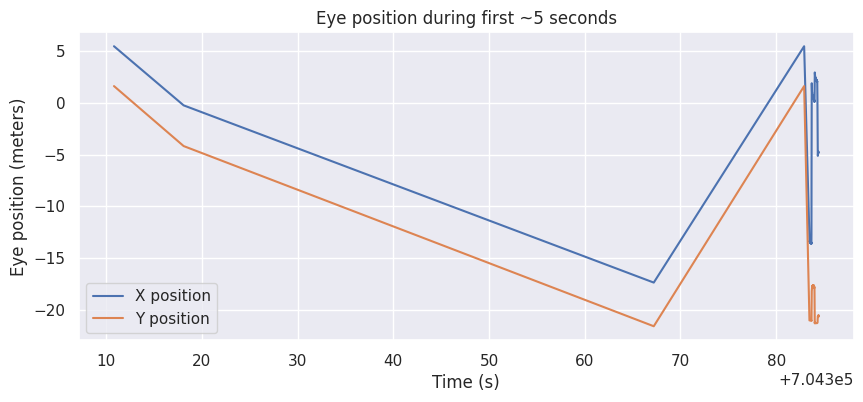 Eye position during first ~5 seconds
Eye position (meters)
5
0
−5
−10
−15
−20
X position
Y position
10 20 30 40 50 60 70 80
Time (s)
+7.043e5